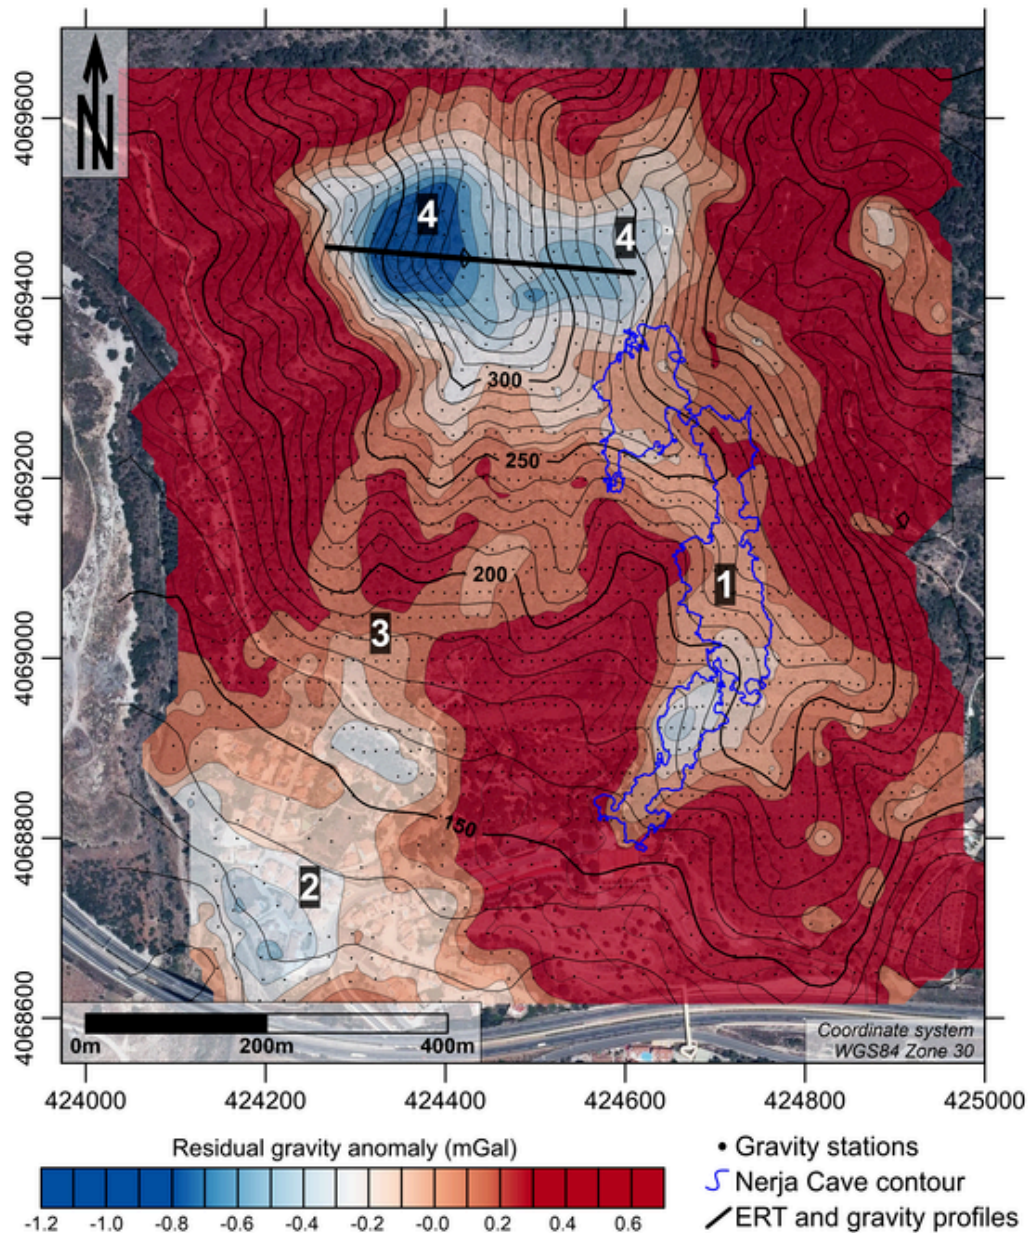 N
4069600
4069400
4069200
4069000
4068800
4068600
4
4
300
250
200
1
3
150
2
0m 200m 400m
Coordinate system
WGS84 Zone 30
424000 424200 424400 424600 424800 425000
Residual gravity anomaly (mGal)
-1.2 -1.0 -0.8 -0.6 -0.4 -0.2 -0.0 0.2 0.4 0.6
Gravity stations
Nerja Cave contour
ERT and gravity profiles